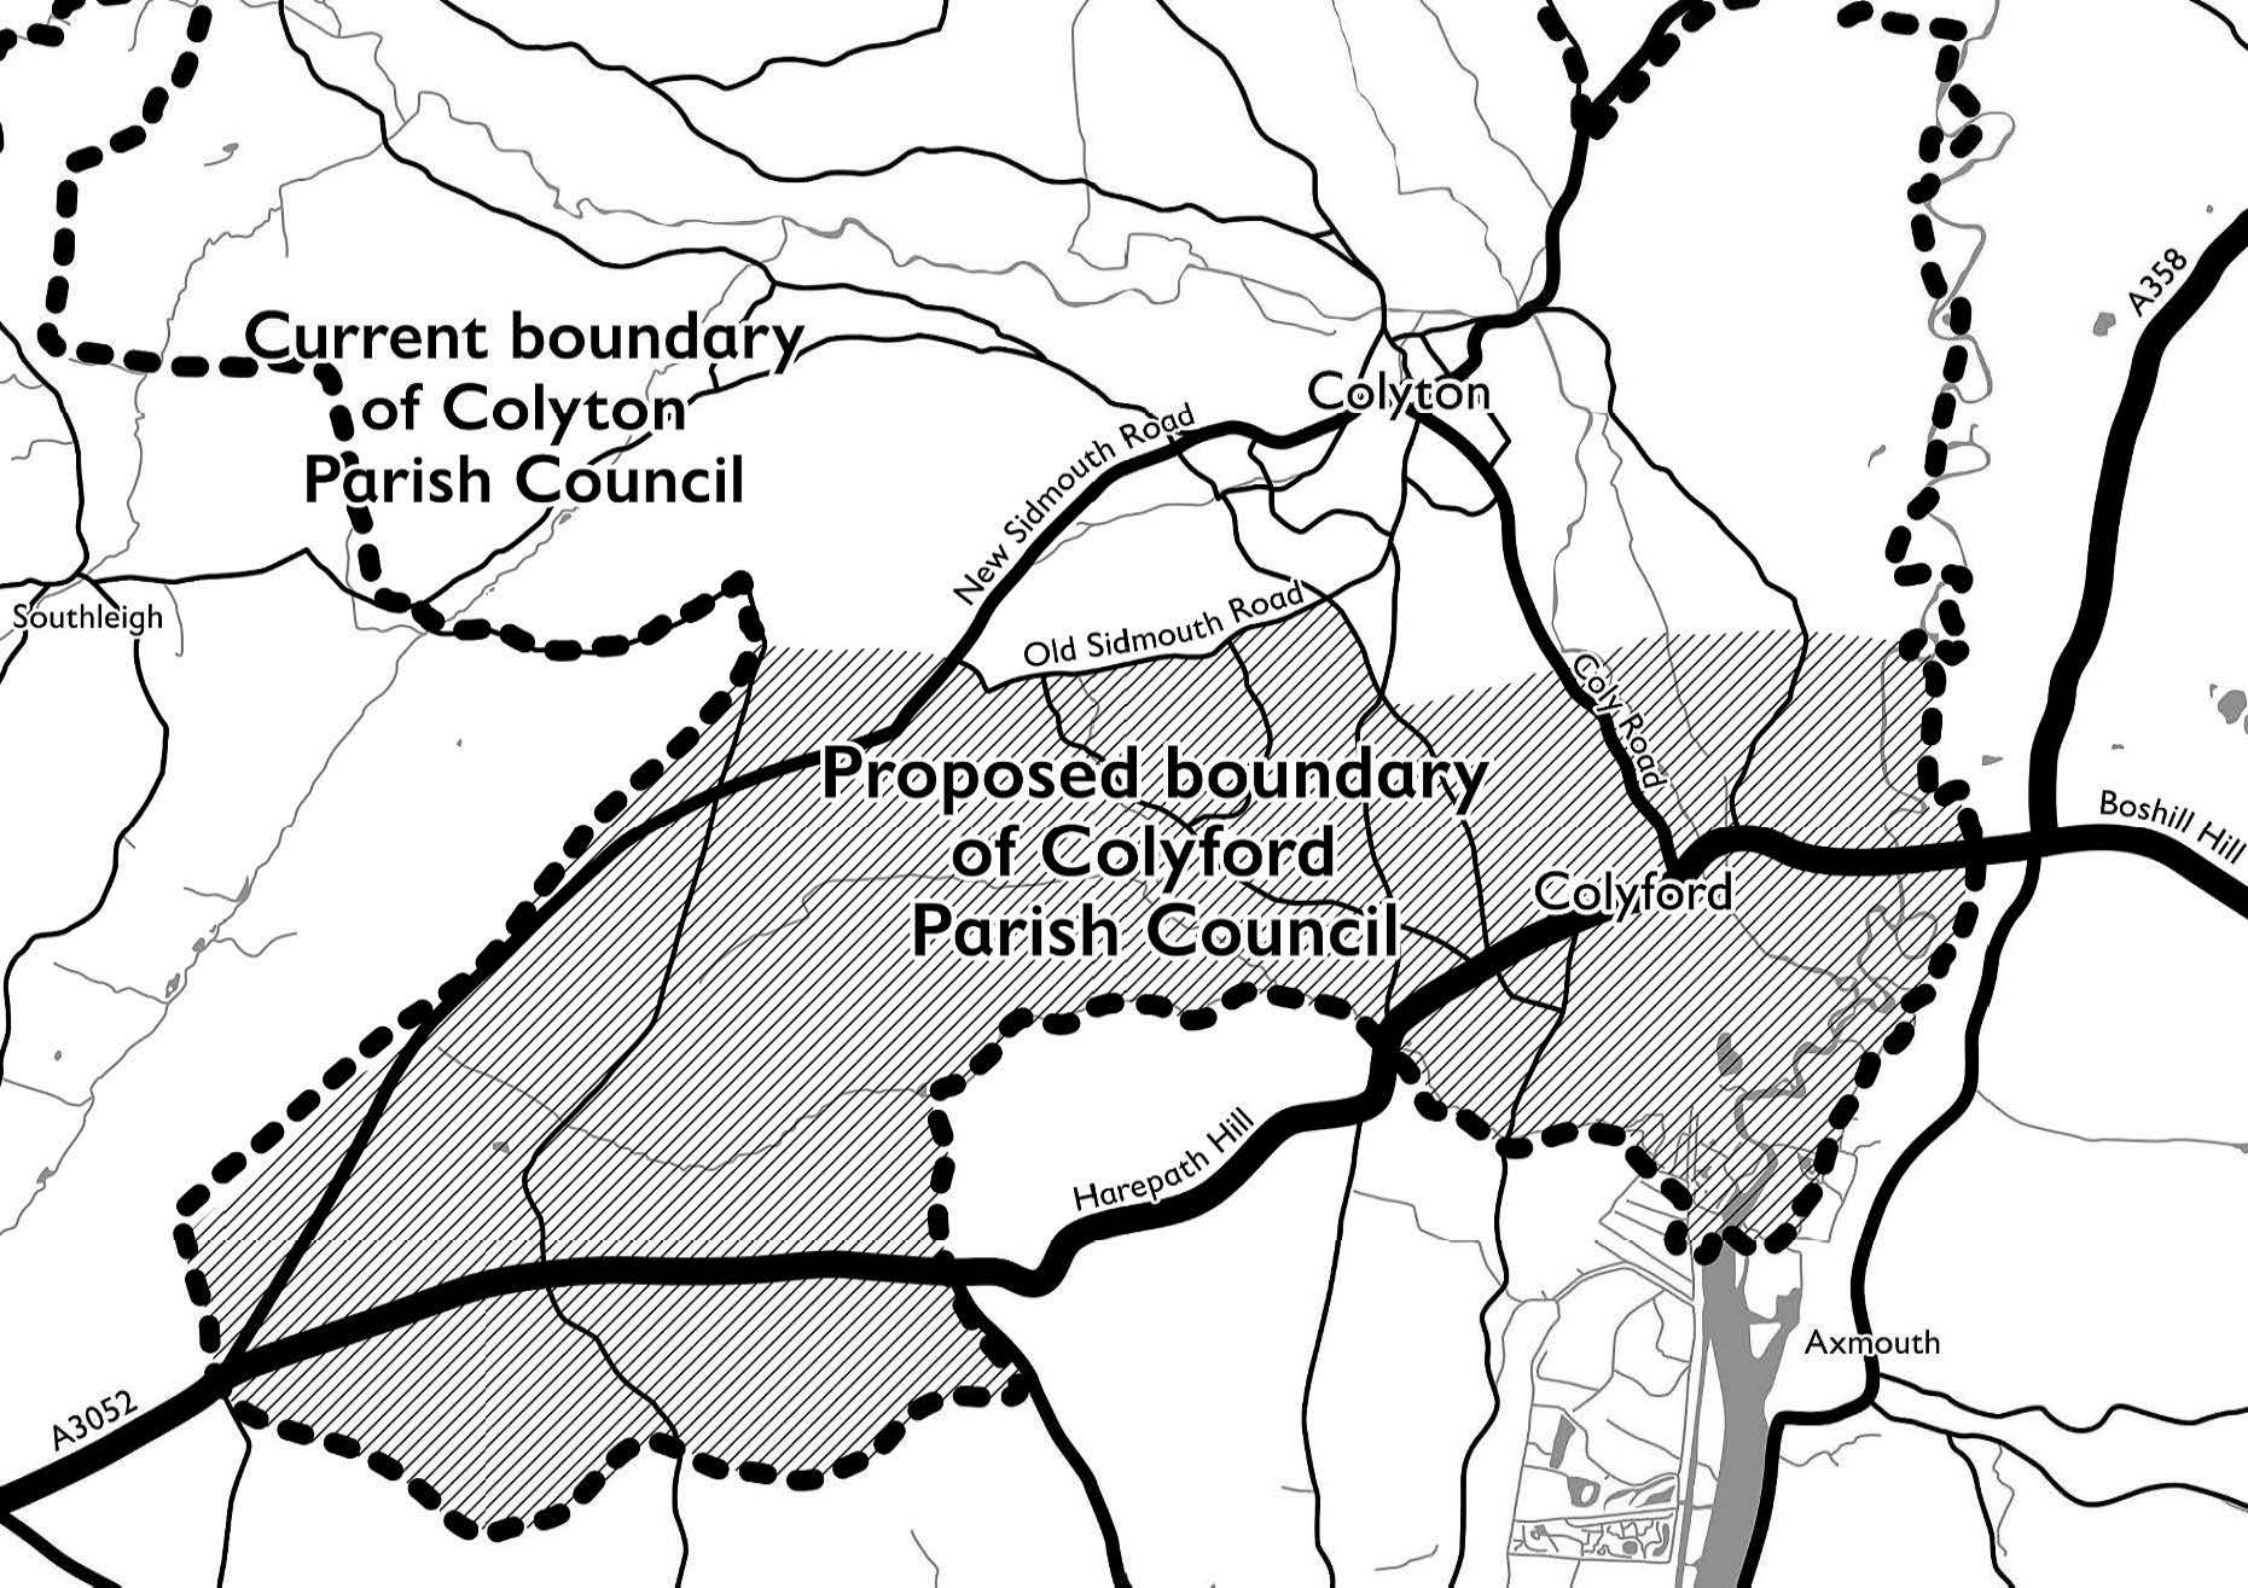 A358
Current boundary
of Colyton
Parish Council
Colyton
New Sidmouth Road
Southleigh
Old Sidmouth Road
Coly Road
Proposed boundary
of Colyford
Parish Council
Boshill Hill
Colyford
Harepath Hill
Axmouth
A3052